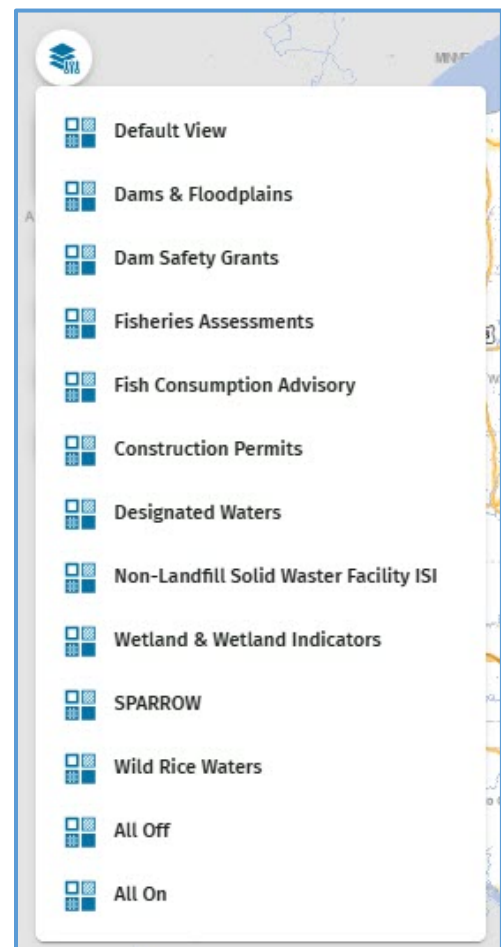 Default View
Dams & Floodplains
Dam Safety Grants
Fisheries Assessments
Fish Consumption Advisory
Construction Permits
Designated Waters
Non-Landfill Solid Waster Facility ISI
Wetland & Wetland Indicators
SPARROW
Wild Rice Waters
All Off
All On